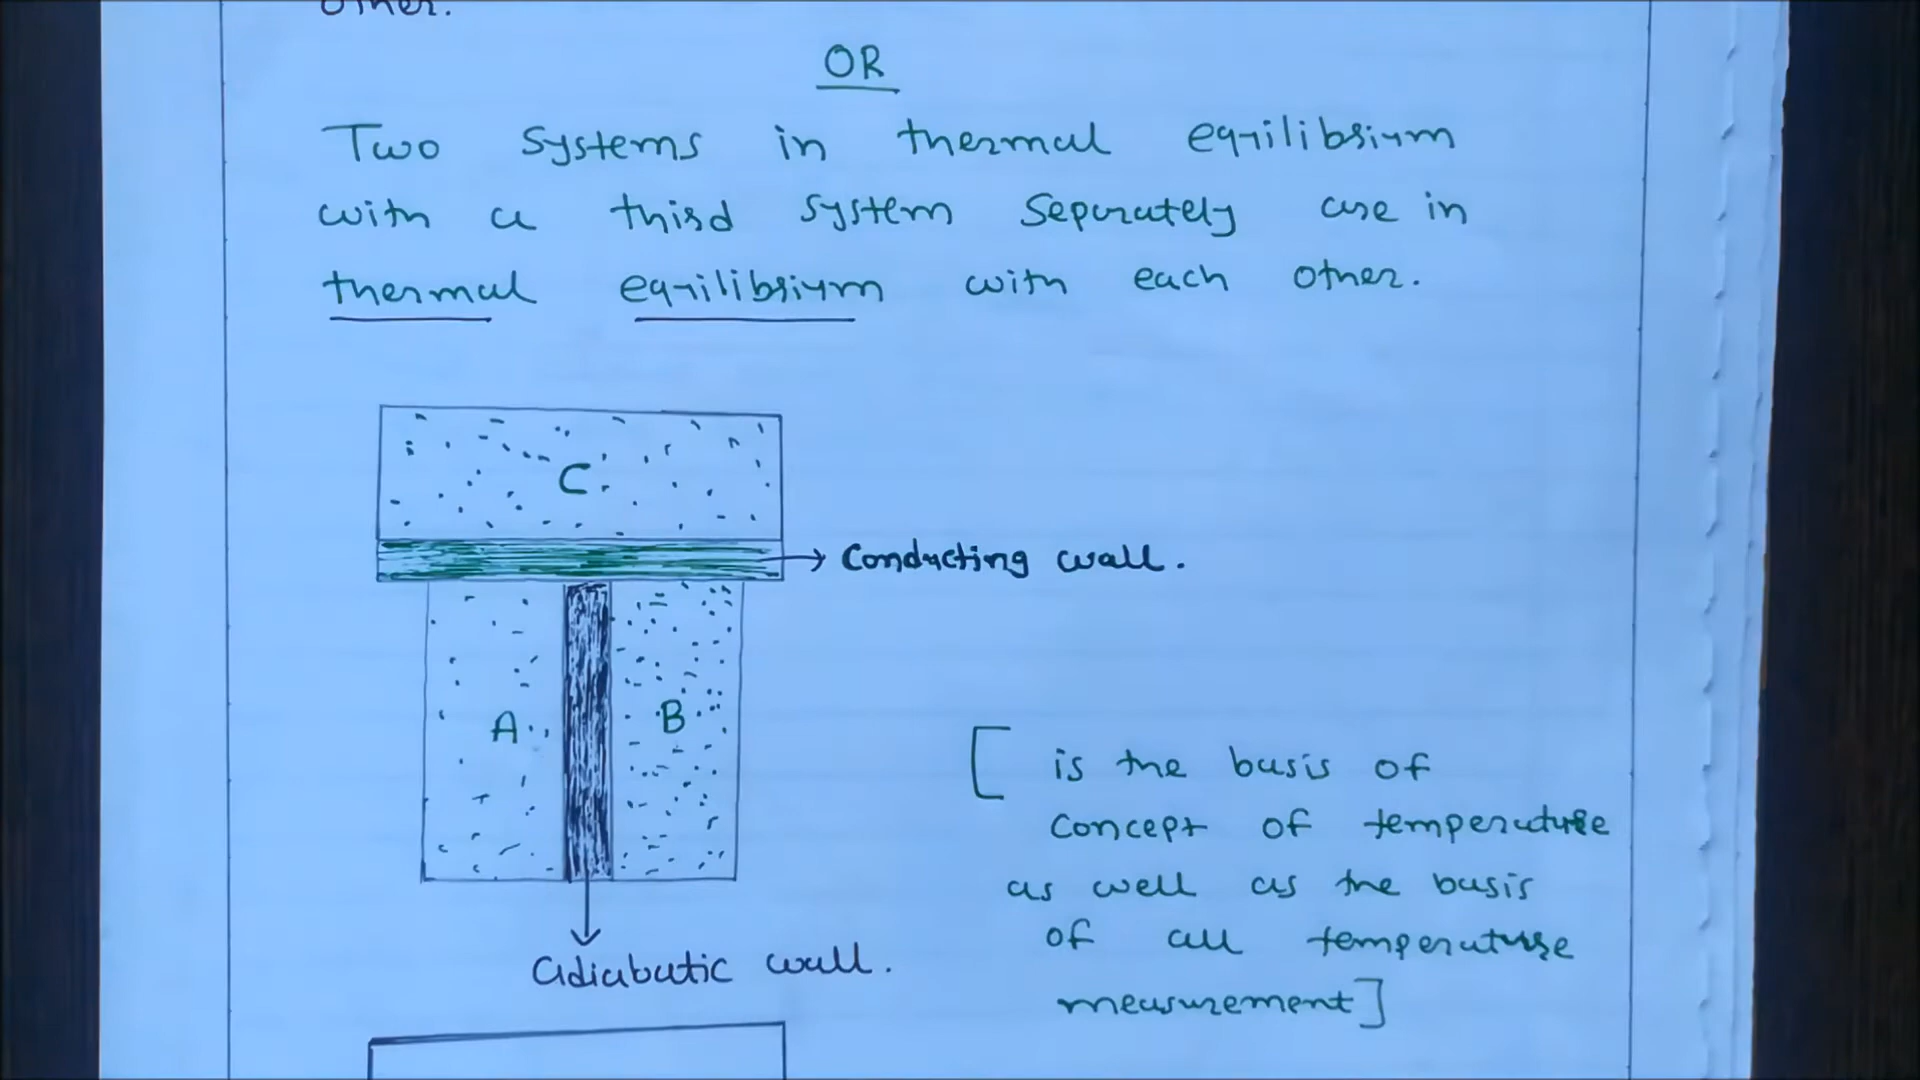 other.
OR
Two systems in thermal equilibrium
with a third system separately are in
thermal equilibrium with each other.
C
Conducting wall.
A
B
[ is the basis of
concept of temperature
as well as the basis
of all temperature
measurement]
adiabatic wall.